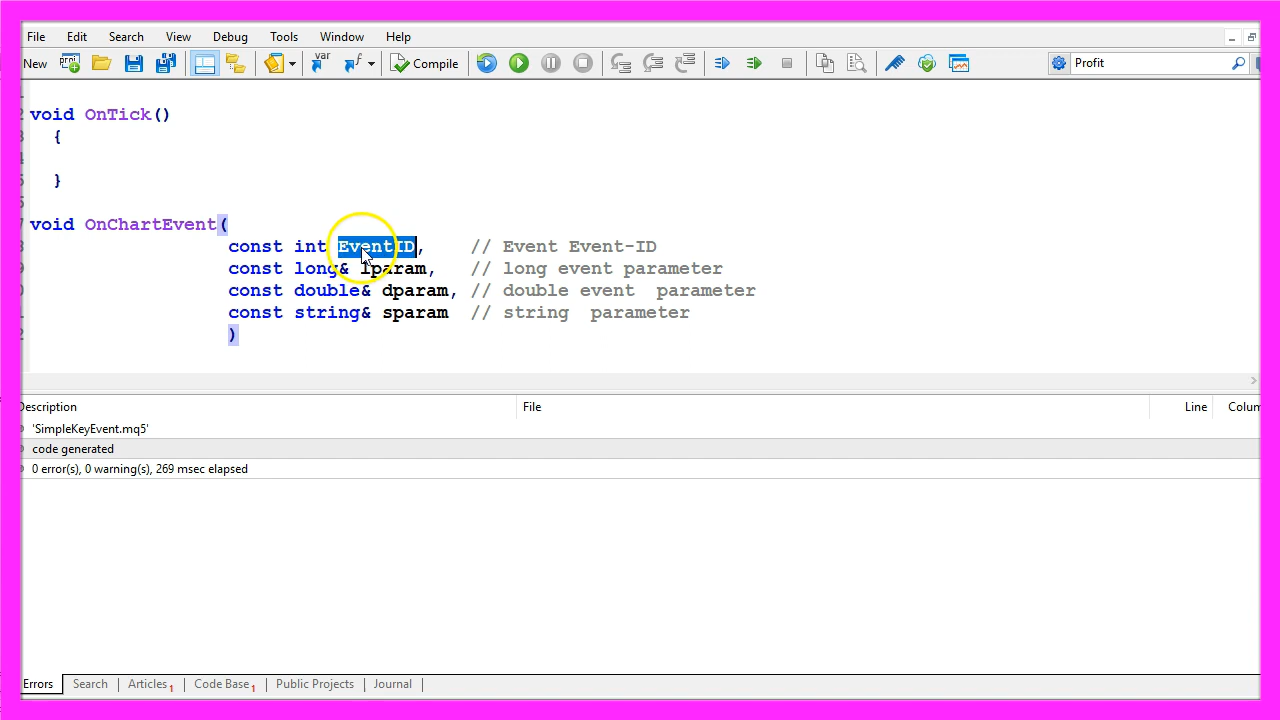 File Edit Search View Debug Tools Window Help
New var Compile Profit
void OnTick()
{
}
void OnChartEvent(
const int EventID, // Event Event-ID
const long& lparam, // long event parameter
const double& dparam, // double event  parameter
const string& sparam // string  parameter
)
Description File Line Colum
'SimpleKeyEvent.mq5'
code generated
0 error(s), 0 warning(s), 269 msec elapsed
Errors Search Articles 1 Code Base 1 Public Projects Journal